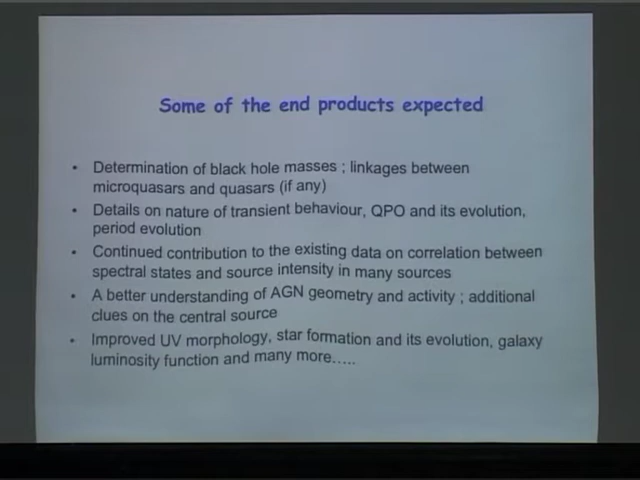 Some of the end products expected
• Determination of black hole masses ; linkages between
microquasars and quasars (if any)
• Details on nature of transient behaviour, QPO and its evolution,
period evolution
• Continued contribution to the existing data on correlation between
spectral states and source intensity in many sources
• A better understanding of AGN geometry and activity ; additional
clues on the central source
• Improved UV morphology, star formation and its evolution, galaxy
luminosity function and many more.....